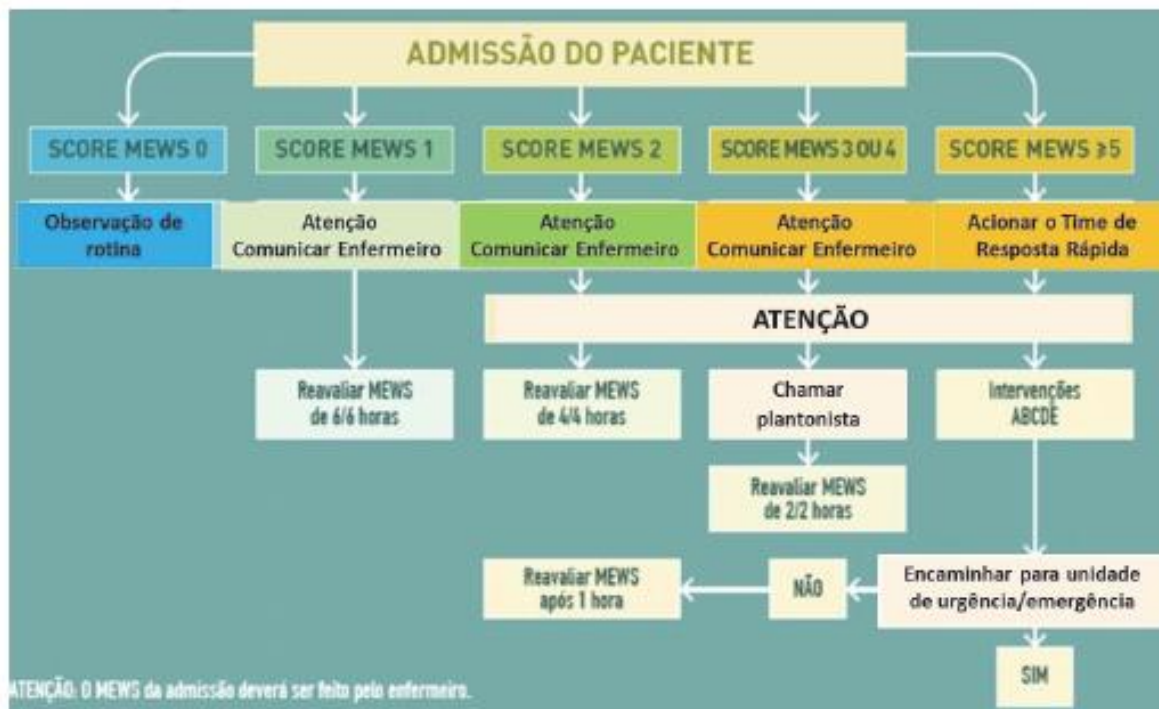 ADMISSÃO DO PACIENTE
SCORE MEWS 0
SCORE MEWS 1
SCORE MEWS 2
SCORE MEWS 3 OU 4
SCORE MEWS ⩾5
Observação de
rotina
Atenção
Comunicar Enfermeiro
Atenção
Comunicar Enfermeiro
Atenção
Comunicar Enfermeiro
Acionar o Time de
Resposta Rápida
ATENÇÃO
Reavaliar MEWS
de 6/6 horas
Reavaliar MEWS
de 4/4 horas
Chamar
plantonista
Intervenções
ABCDE
Reavaliar MEWS
de 2/2 horas
Reavaliar MEWS
após 1 hora
NÃO
Encaminhar para unidade
de urgência/emergência
SIM
ATENÇÃO: O MEWS da admissão deverá ser feito pelo enfermeiro.